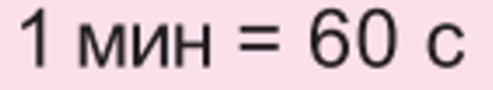 1 мин = 60 с